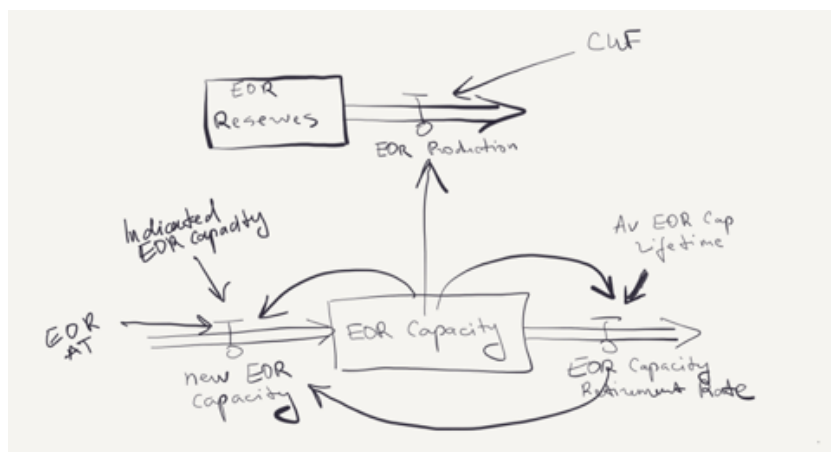 CUF
EOR
Reserves
EOR Production
Indicated
EOR capacity
Av EOR Cap
Lifetime
EOR
AT
EOR Capacity
new EOR
Capacity
EOR Capacity
Retirement Rate